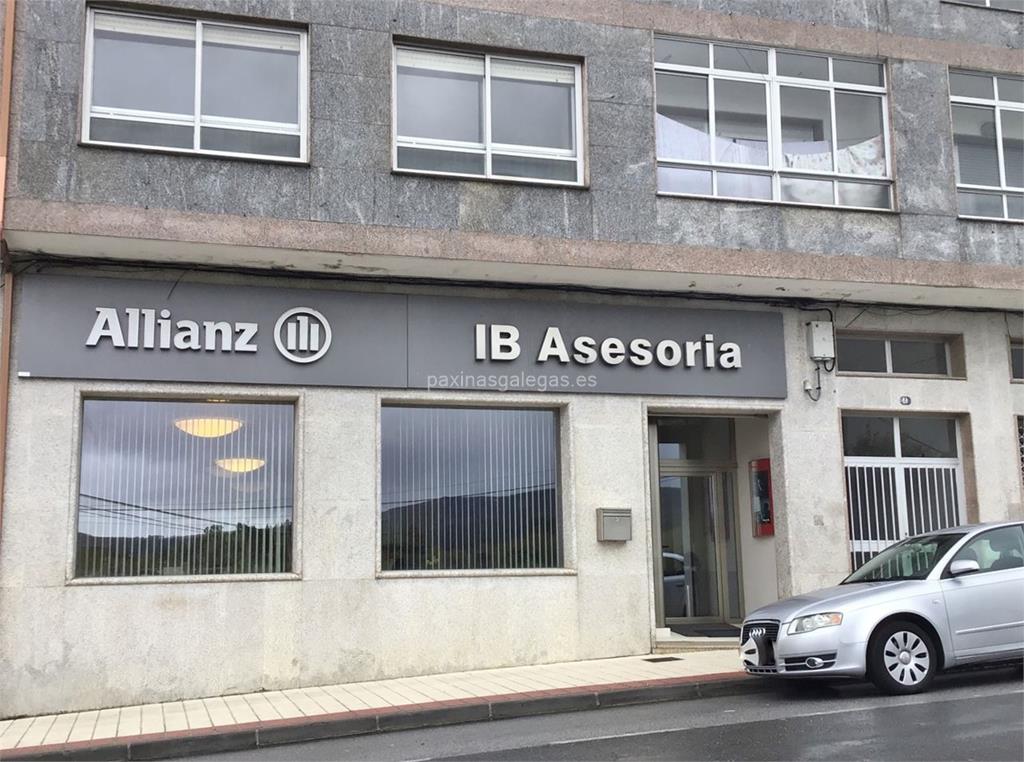 Allianz
IB Asesoria
paxinasgalegas.es